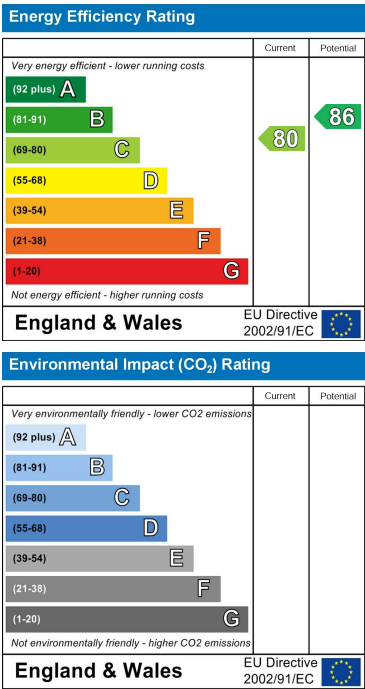 Energy Efficiency Rating
Current Potential
Very energy efficient - lower running costs
(92 plus) A
(81-91) B
(69-80) C
(55-68) D
(39-54) E
(21-38) F
(1-20) G
80
86
Not energy efficient - higher running costs
England & Wales
EU Directive
2002/91/EC
Environmental Impact (CO₂) Rating
Current Potential
Very environmentally friendly - lower CO2 emissions
(92 plus) A
(81-91) B
(69-80) C
(55-68) D
(39-54) E
(21-38) F
(1-20) G
Not environmentally friendly - higher CO2 emissions
England & Wales
EU Directive
2002/91/EC